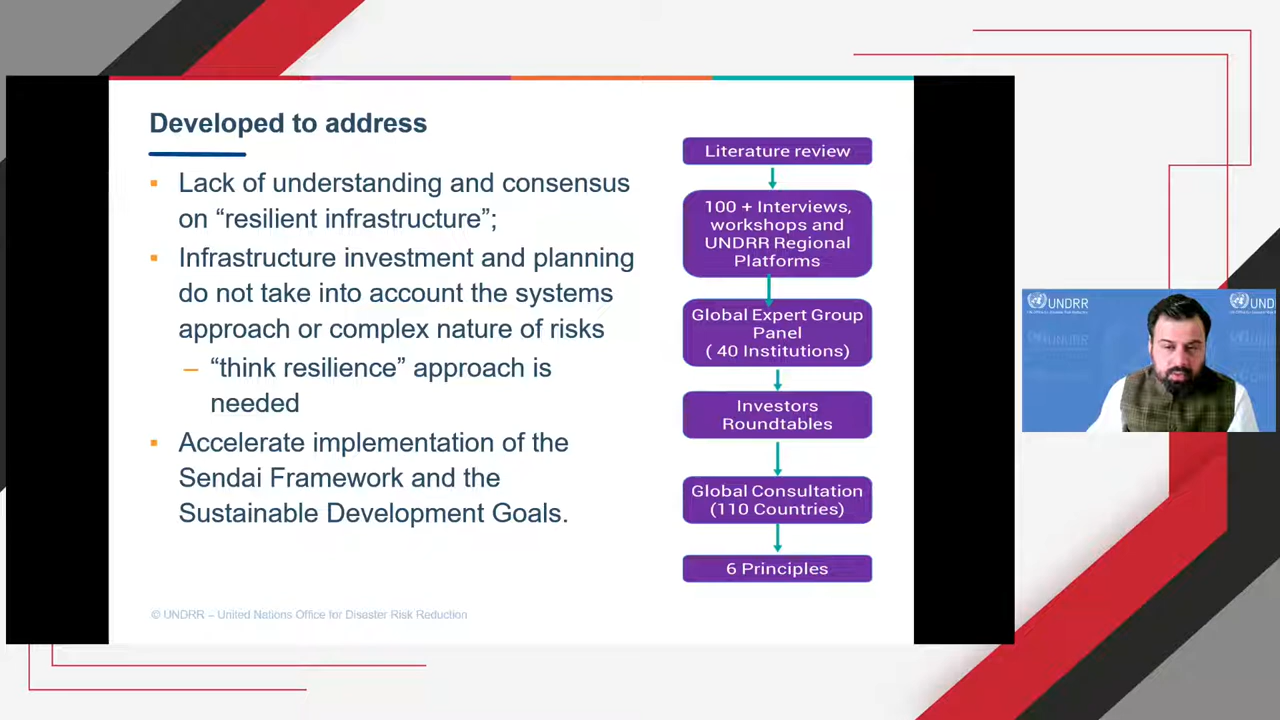 Developed to address
▪ Lack of understanding and consensus
on “resilient infrastructure”;
▪ Infrastructure investment and planning
do not take into account the systems
approach or complex nature of risks
– “think resilience” approach is
needed
▪ Accelerate implementation of the
Sendai Framework and the
Sustainable Development Goals.
© UNDRR – United Nations Office for Disaster Risk Reduction
Literature review
100 + Interviews,
workshops and
UNDRR Regional
Platforms
Global Expert Group
Panel
( 40 Institutions)
Investors
Roundtables
Global Consultation
(110 Countries)
6 Principles
UNDRR
UND